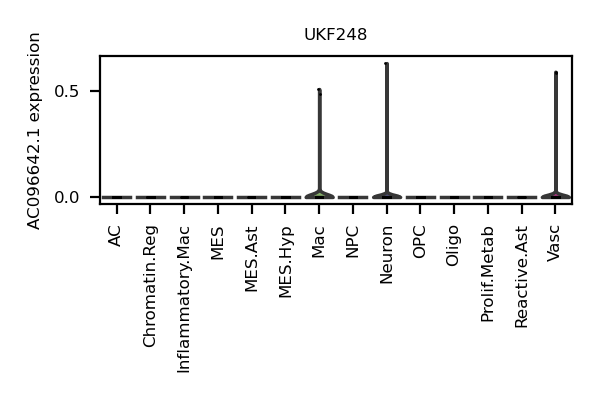 UKF248
AC096642.1 expression
0.5
0.0
AC
Chromatin.Reg
Inflammatory.Mac
MES
MES.Ast
MES.Hyp
Mac
NPC
Neuron
OPC
Oligo
Prolif.Metab
Reactive.Ast
Vasc